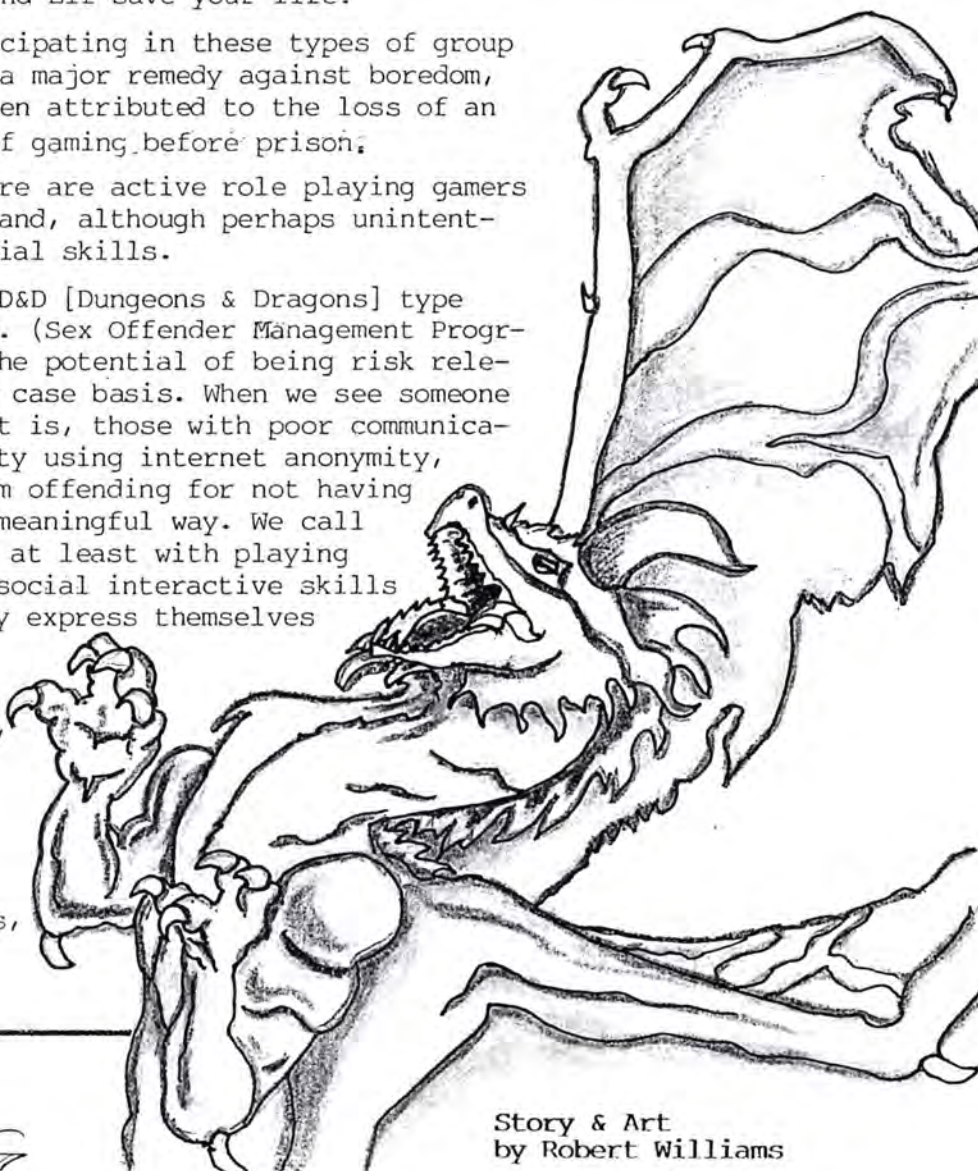 nd Elf save your life.
cipating in these types of group
a major remedy against boredom,
en attributed to the loss of an
f gaming before prison.
re are active role playing gamers
and, although perhaps unintent-
ial skills.
D&D [Dungeons & Dragons] type
. (Sex Offender Management Progr-
he potential of being risk rele-
case basis. When we see someone
t is, those with poor communica-
ty using internet anonymity,
m offending for not having
meaningful way. We call
at least with playing
social interactive skills
y express themselves
s,
Story & Art
by Robert Williams